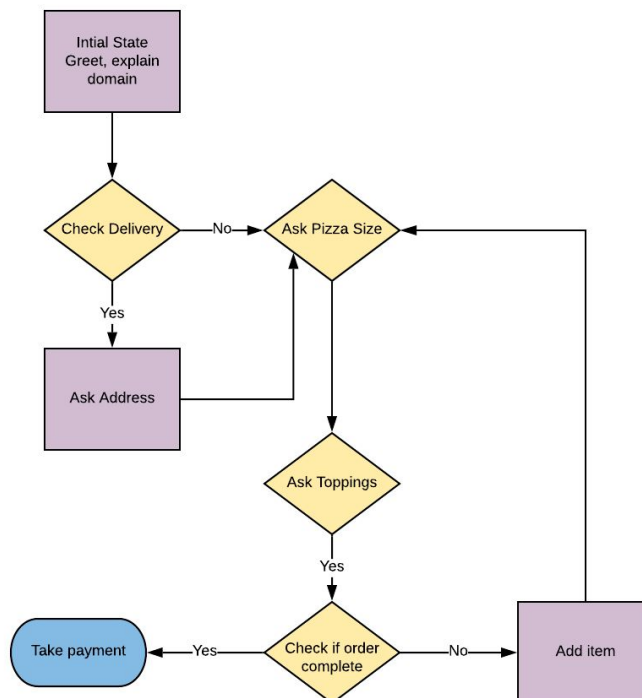 Intial State
Greet, explain
domain
Check Delivery
No
Ask Pizza Size
Yes
Ask Address
Ask Toppings
Yes
Take payment
Yes
Check if order
complete
No
Add item